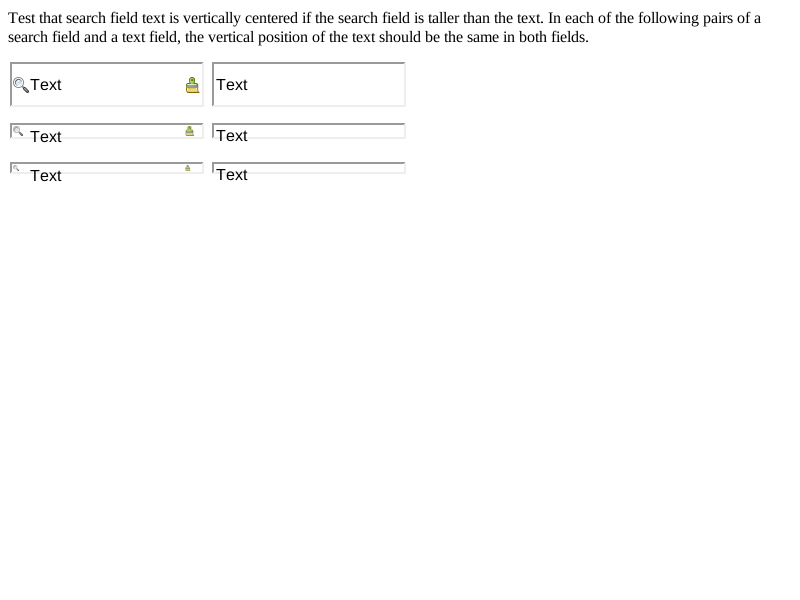 Test that search field text is vertically centered if the search field is taller than the text. In each of the following pairs of a
search field and a text field, the vertical position of the text should be the same in both fields.
Text Text
Text Text
Text Text